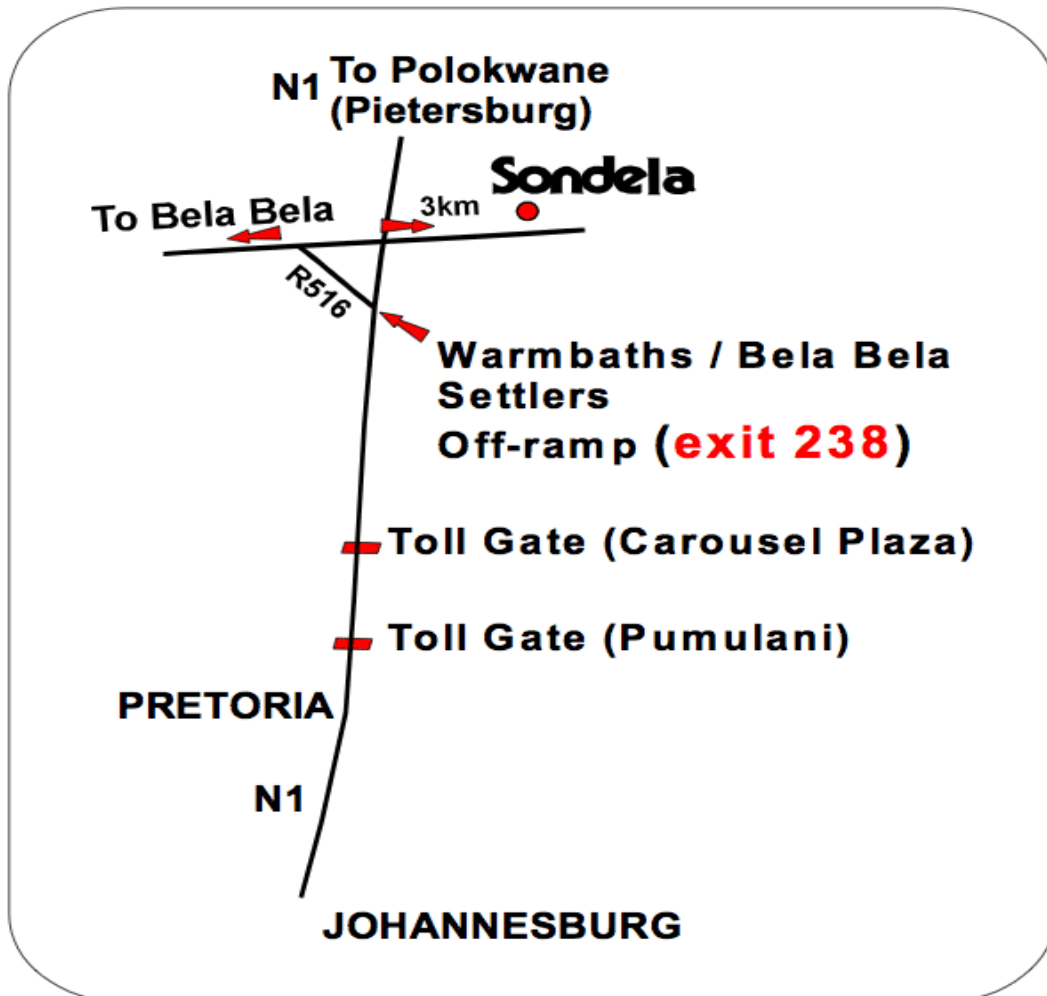 N1 To Polokwane
(Pietersburg)
Sondela
To Bela Bela
3km
R516
Warmbaths / Bela Bela
Settlers
Off-ramp (exit 238)
Toll Gate (Carousel Plaza)
Toll Gate (Pumulani)
PRETORIA
N1
JOHANNESBURG